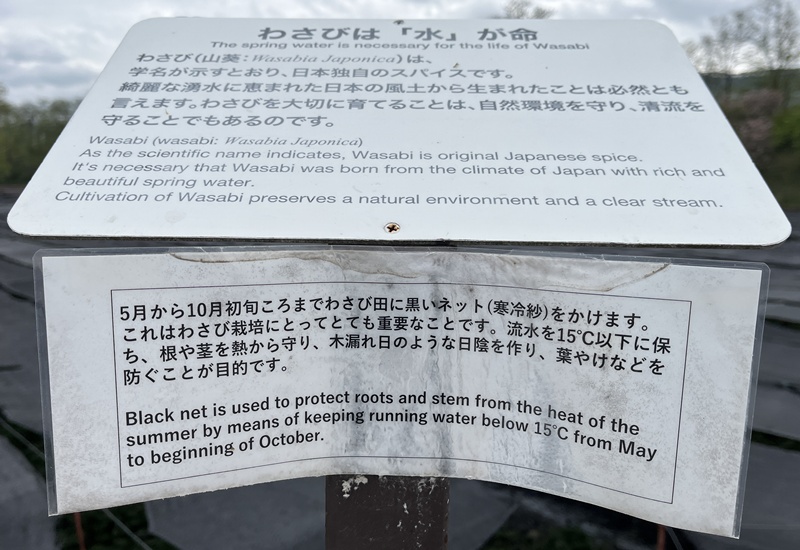 わさびは「水」が命
The spring water is necessary for the life of Wasabi
わさび(山葵:Wasabia Japonica)は、
学名が示すとおり、日本独自のスパイスです。
綺麗な湧水に恵まれた日本の風土から生まれたことは必然とも
言えます。わさびを大切に育てることは、自然環境を守り、清流を
守ることでもあるのです。
Wasabi (wasabi: Wasabia Japonica)
As the scientific name indicates, Wasabi is original Japanese spice.
It's necessary that Wasabi was born from the climate of Japan with rich and
beautiful spring water.
Cultivation of Wasabi preserves a natural environment and a clear stream.
5月から10月初旬ころまでわさび田に黒いネット(寒冷紗)をかけます。
これはわさび栽培にとってとても重要なことです。流水を15℃以下に保
ち、根や茎を熱から守り、木漏れ日のような日陰を作り、葉やけなどを
防ぐことが目的です。
Black net is used to protect roots and stem from the heat of the
summer by means of keeping running water below 15℃ from May
to beginning of October.